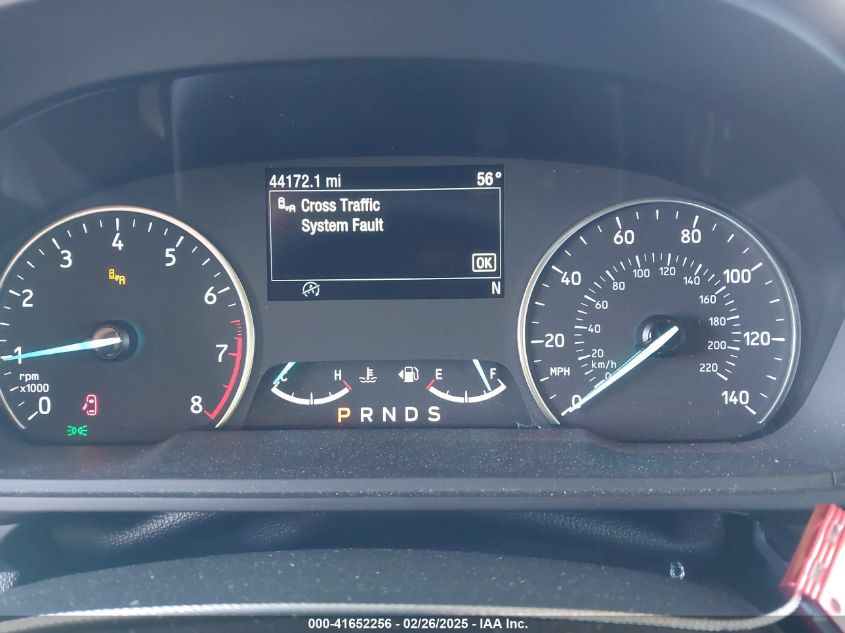 44172.1 mi 56°
Cross Traffic
System Fault
OK
N
0 1 2 3 4 5 6 7 8
rpm
x1000
A
0 20 40 60 80 100 120 140
MPH
0 20 40 60 80 100 120 140 160 180 200 220
km/h
C H E F
P R N D S
000-41652256 - 02/26/2025 - IAA Inc.